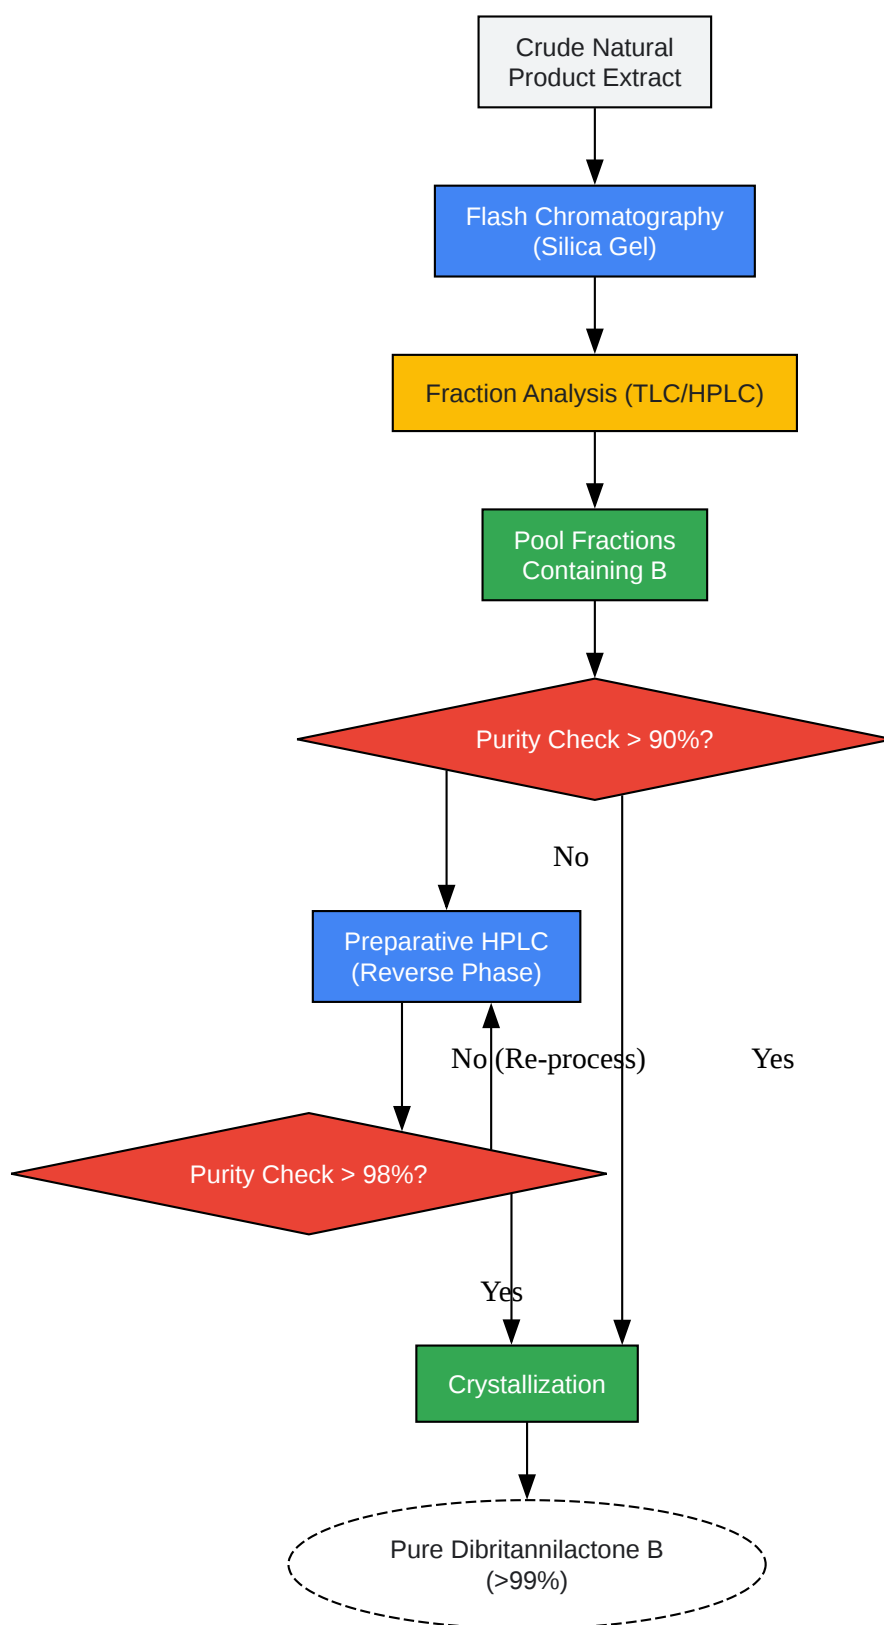 Crude Natural
Product Extract
Flash Chromatography
(Silica Gel)
Fraction Analysis (TLC/HPLC)
Pool Fractions
Containing B
Purity Check > 90%?
No
Preparative HPLC
(Reverse Phase)
No (Re-process)
Yes
Purity Check > 98%?
Yes
Crystallization
Pure Dibritannilactone B
(>99%)